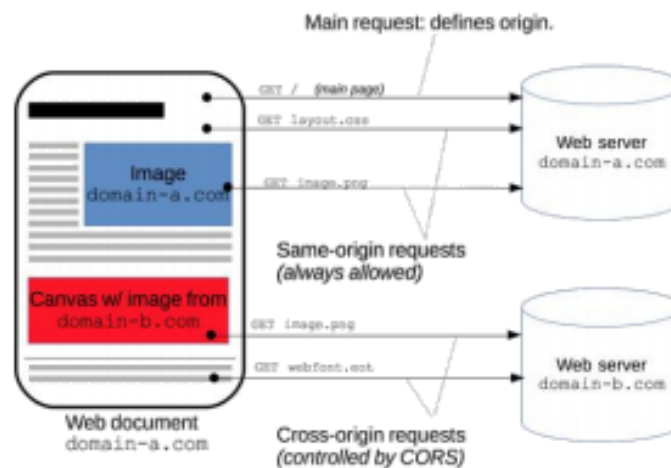 Main request: defines origin.
GET / (main page)
GET layout.css
Web server
domain-a.com
Image
domain-a.com
GET image.png
Same-origin requests
(always allowed)
Canvas w/ image from
domain-b.com
GET image.png
GET webfont.eot
Web server
domain-b.com
Web document
domain-a.com
Cross-origin requests
(controlled by CORS)